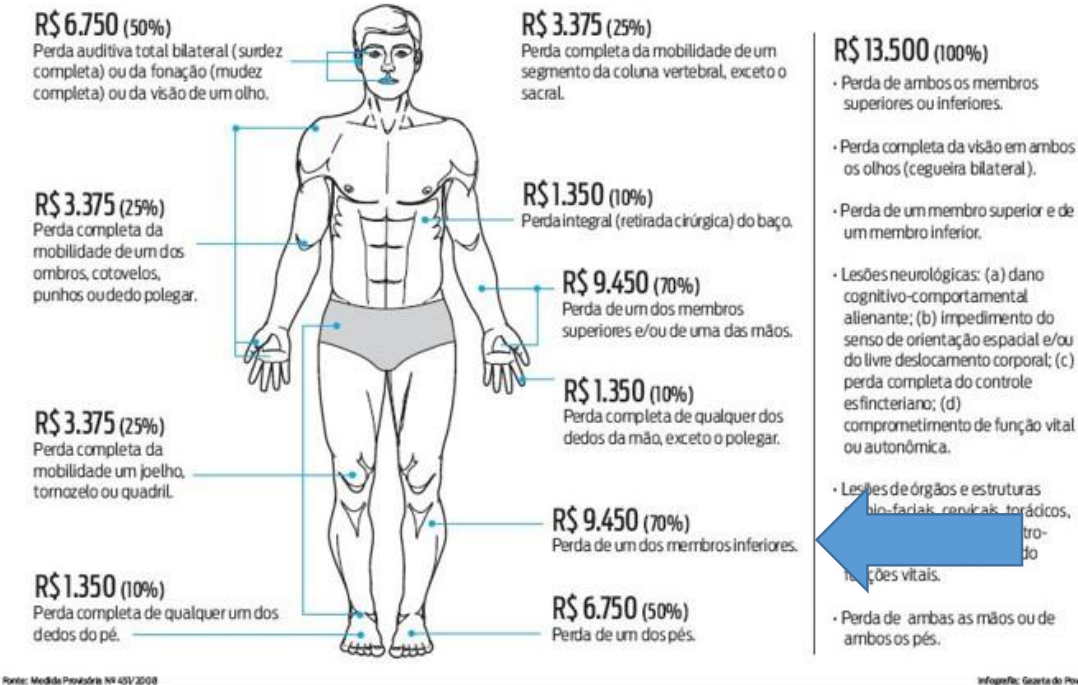 R$ 6.750 (50%)
Perda auditiva total bilateral (surdez
completa) ou da fonação (mudez
completa) ou da visão de um olho.
R$ 3.375 (25%)
Perda completa da
mobilidade de um dos
ombros, cotovelos,
punhos ou dedo polegar.
R$ 3.375 (25%)
Perda completa da
mobilidade um joelho,
tornozelo ou quadril.
R$ 1.350 (10%)
Perda completa de qualquer um dos
dedos do pé.
R$ 3.375 (25%)
Perda completa da mobilidade de um
segmento da coluna vertebral, exceto o
sacral.
R$ 1.350 (10%)
Perda integral (retirada cirúrgica) do baço.
R$ 9.450 (70%)
Perda de um dos membros
superiores e/ou de uma das mãos.
R$ 1.350 (10%)
Perda completa de qualquer dos
dedos da mão, exceto o polegar.
R$ 9.450 (70%)
Perda de um dos membros inferiores.
R$ 6.750 (50%)
Perda de um dos pés.
R$ 13.500 (100%)
· Perda de ambos os membros
superiores ou inferiores.
· Perda completa da visão em ambos
os olhos (cegueira bilateral).
· Perda de um membro superior e de
um membro inferior.
· Lesões neurológicas: (a) dano
cognitivo-comportamental
alienante; (b) impedimento do
senso de orientação espacial e/ou
do livre deslocamento corporal; (c)
perda completa do controle
esfincteriano; (d)
comprometimento de função vital
ou autonômica.
· Lesões de órgãos e estruturas
cervicais, torácicos,
vitais.
· Perda de ambas as mãos ou de
ambos os pés.
Fonte: Medida Provisória Nº 451/2008
Infografia: Gazeta do Pov